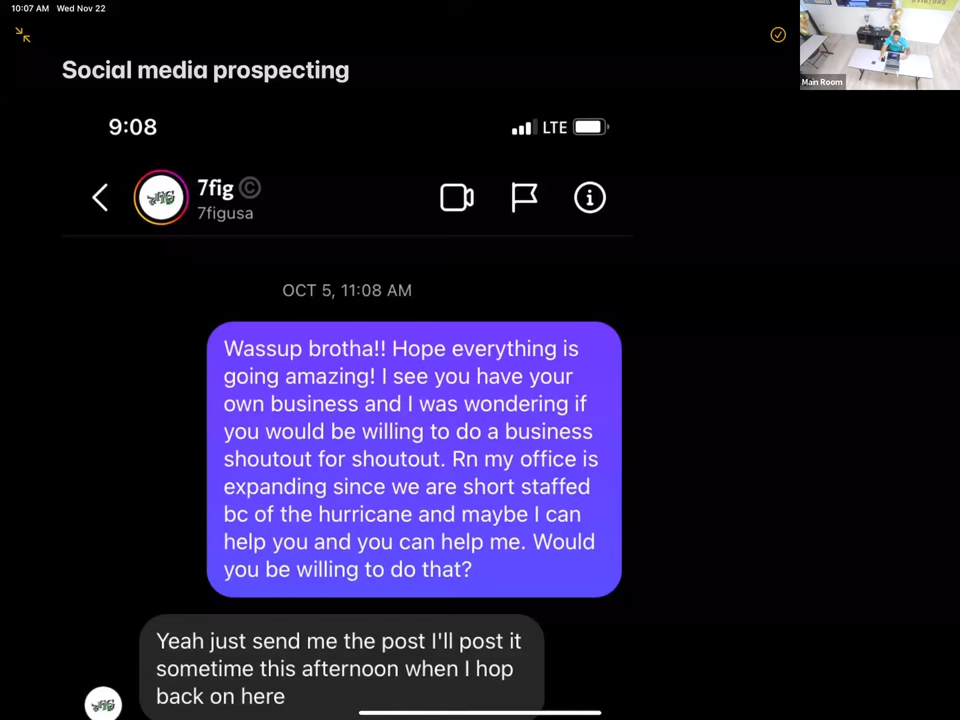 10:07 AM Wed Nov 22
Social media prospecting
Main Room
9:08
LTE
7fig ©
7figusa
OCT 5, 11:08 AM
Wassup brotha!! Hope everything is
going amazing! I see you have your
own business and I was wondering if
you would be willing to do a business
shoutout for shoutout. Rn my office is
expanding since we are short staffed
bc of the hurricane and maybe I can
help you and you can help me. Would
you be willing to do that?
Yeah just send me the post I'll post it
sometime this afternoon when I hop
back on here